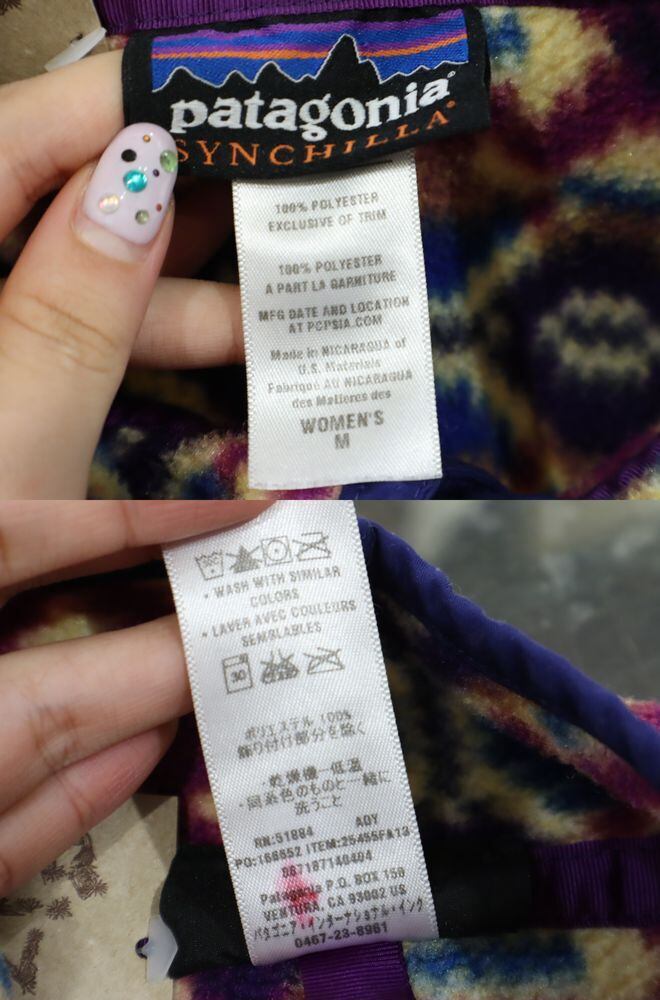 patagonia®
SYNCHILLA®
100% POLYESTER
EXCLUSIVE OF TRIM
100% POLYESTER
A PART LA GARNITURE
MFG DATE AND LOCATION
AT PCPSIA.COM
Made in NICARAGUA of
U.S. Materials
Fabriqué AU NICARAGUA
des Matieres des
WOMEN'S
M
• WASH WITH SIMILAR
COLORS
• LAVER AVEC COULEURS
SEMBLABLES
30
ポリエステル 100%
飾り付け部分を除く
・乾燥機一低温
・同系色のものと一緒に
洗うこと
RN:51884 ADY
PO:166652 ITEM:25455FA13
887187140404
Patagonia P.O. BOX 150
VENTURA, CA 93002 US
パタゴニア・インターナショナル・インク
0467-23-8961